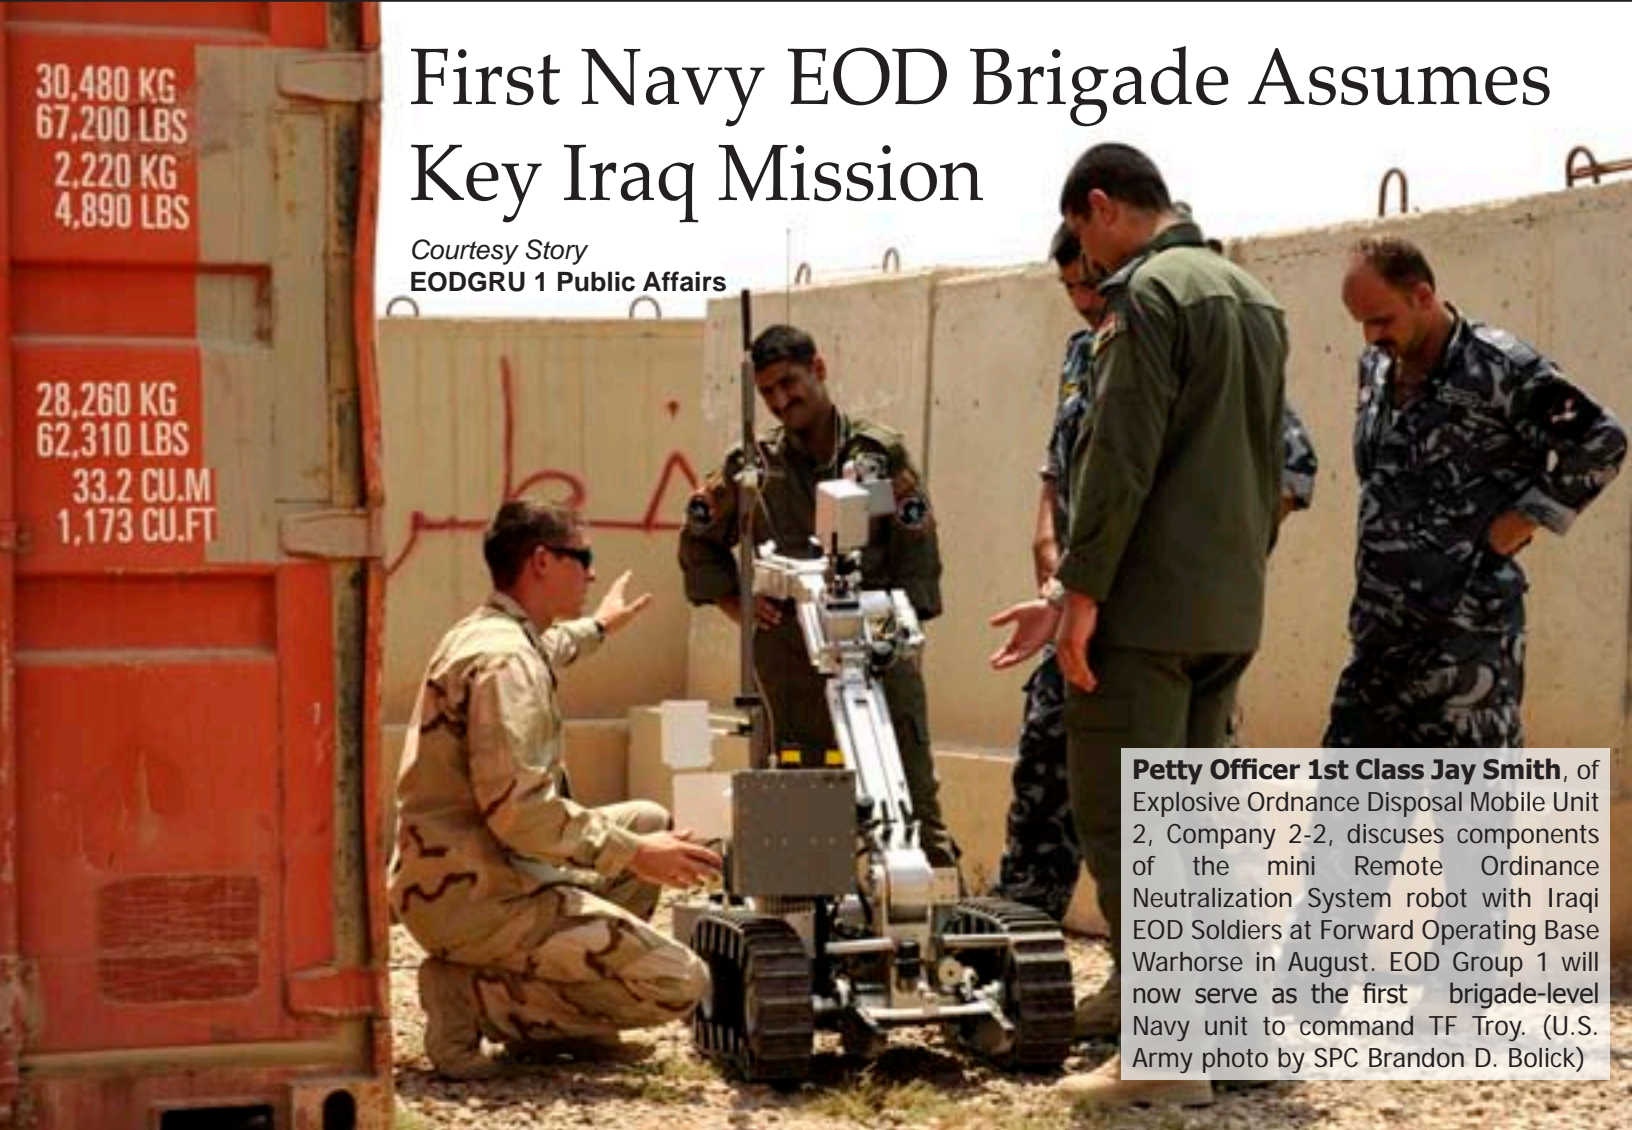 30,480 KG
67,200 LBS
2,220 KG
4,890 LBS
28,260 KG
62,310 LBS
33.2 CU.M
1,173 CU.FT
First Navy EOD Brigade Assumes
Key Iraq Mission
Courtesy Story
EODGRU 1 Public Affairs
Petty Officer 1st Class Jay Smith, of
Explosive Ordnance Disposal Mobile Unit
2, Company 2-2, discuses components
of the mini Remote Ordinance
Neutralization System robot with Iraqi
EOD Soldiers at Forward Operating Base
Warhorse in August. EOD Group 1 will
now serve as the first brigade-level
Navy unit to command TF Troy. (U.S.
Army photo by SPC Brandon D. Bolick)